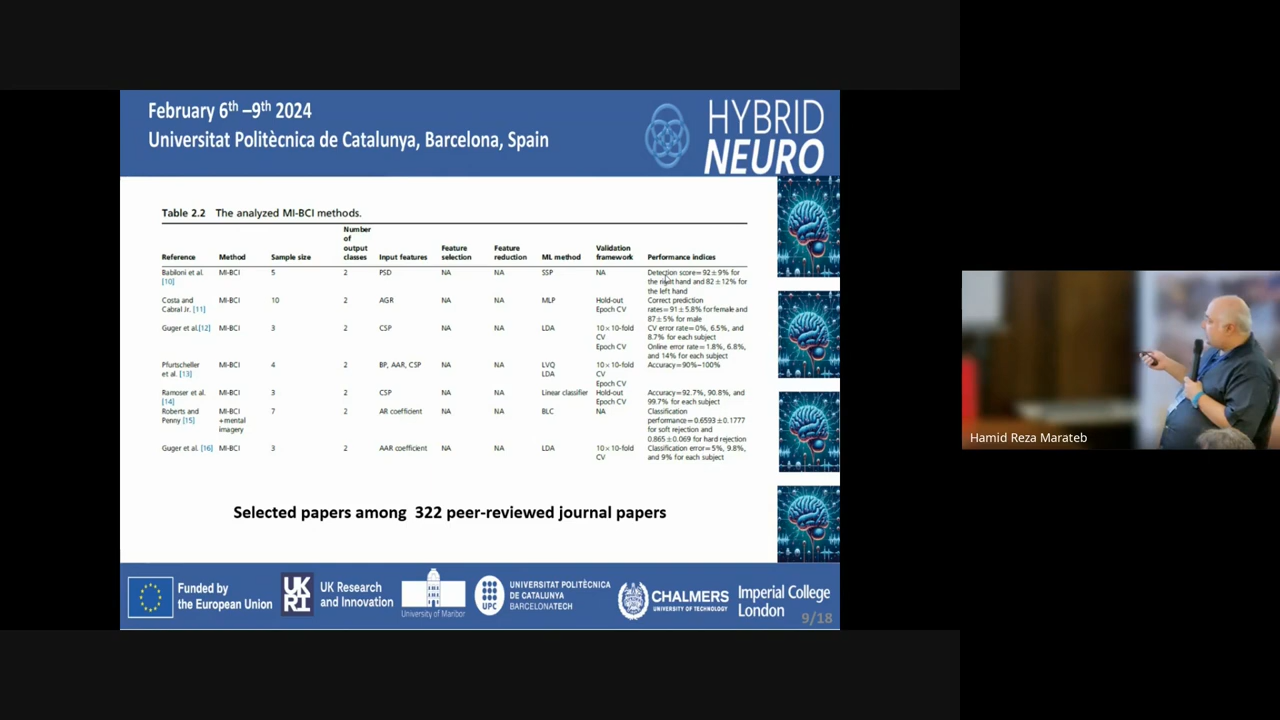 February 6th –9th 2024
Universitat Politècnica de Catalunya, Barcelona, Spain
HYBRID
NEURO
Table 2.2 The analyzed MI-BCI methods.
Reference Method Sample size Number of output classes Input features Feature selection Feature reduction ML method Validation framework Performance indices
Babiloni et al. [10] MI-BCI 5 2 PSD NA NA SSP NA Detection score=92±9% for the right hand and 82±12% for the left hand
Costa and Cabral Jr. [11] MI-BCI 10 2 AGR NA NA MLP Hold-out Epoch CV Correct prediction rates=91±5.8% for female and 87±5% for male
Guger et al.[12] MI-BCI 3 2 CSP NA NA LDA 10×10-fold CV Epoch CV CV error rate=0%, 6.5%, and 8.7% for each subject Online error rate=1.8%, 6.8%, and 14% for each subject
Pfurtscheller et al. [13] MI-BCI 4 2 BP, AAR, CSP NA NA LVQ LDA 10×10-fold CV Epoch CV Accuracy=90%–100%
Ramoser et al. [14] MI-BCI 3 2 CSP NA NA Linear classifier Hold-out Epoch CV Accuracy=92.7%, 90.8%, and 99.7% for each subject
Roberts and Penny [15] MI-BCI +mental imagery 7 2 AR coefficient NA NA BLC NA Classification performance=0.6593±0.1777 for soft rejection and 0.865±0.069 for hard rejection
Guger et al. [16] MI-BCI 3 2 AAR coefficient NA NA LDA 10×10-fold CV Classification error=5%, 9.8%, and 9% for each subject
Selected papers among 322 peer-reviewed journal papers
Funded by
the European Union
UK
RI
UK Research
and Innovation
University of Maribor
UPC
UNIVERSITAT POLITÈCNICA
DE CATALUNYA
BARCELONATECH
CHALMERS
UNIVERSITY OF TECHNOLOGY
Imperial College
London
9/18
Hamid Reza Marateb